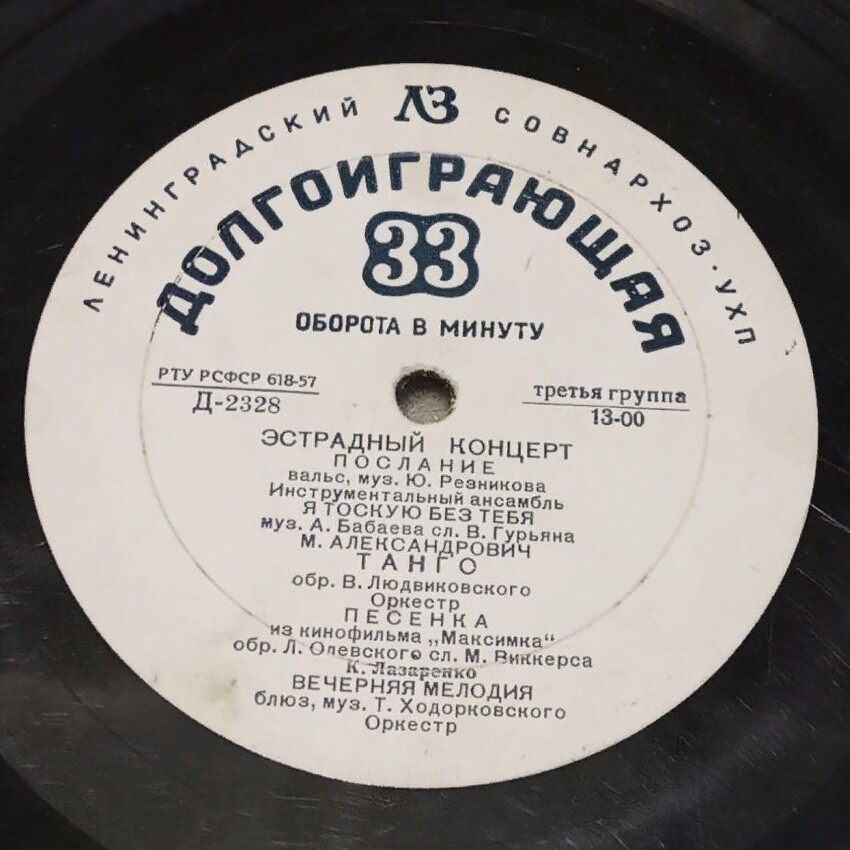 ЛЕНИНГРАДСКИЙ ЛЗ СОВНАРХОЗ·УХП
ДОЛГОИГРАЮЩАЯ
33
ОБОРОТА В МИНУТУ
РТУ РСФСР 618-57
Д-2328
третья группа
13-00
ЭСТРАДНЫЙ КОНЦЕРТ
ПОСЛАНИЕ
вальс, муз. Ю. Резникова
Инструментальный ансамбль
Я ТОСКУЮ БЕЗ ТЕБЯ
муз. А. Бабаева сл. В. Гурьяна
М. АЛЕКСАНДРОВИЧ
ТАНГО
обр. В. Людвиковского
Оркестр
ПЕСЕНКА
из кинофильма „Максимка“
обр. Л. Олевского сл. М. Виккерса
К. Лазаренко
ВЕЧЕРНЯЯ МЕЛОДИЯ
блюз, муз. Т. Ходорковского
Оркестр